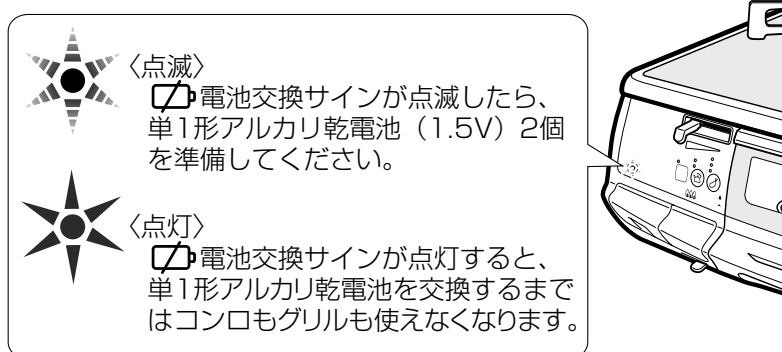 〈点滅〉
電池交換サインが点滅したら、
単1形アルカリ乾電池（1.5V）2個
を準備してください。
〈点灯〉
電池交換サインが点灯すると、
単1形アルカリ乾電池を交換するまで
はコンロもグリルも使えなくなります。